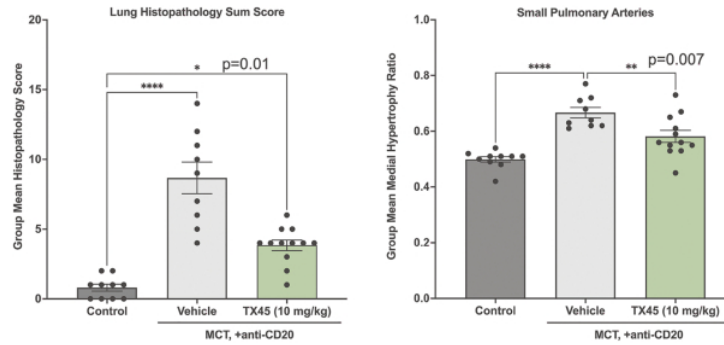 Lung Histopathology Sum Score
Group Mean Histopathology Score
20
15
10
5
0
* p=0.01
****
Control Vehicle TX45 (10 mg/kg)
MCT, +anti-CD20
Small Pulmonary Arteries
Group Mean Medial Hypertrophy Ratio
1.0
0.8
0.6
0.4
0.2
0.0
**** ** p=0.007
Control Vehicle TX45 (10 mg/kg)
MCT, +anti-CD20